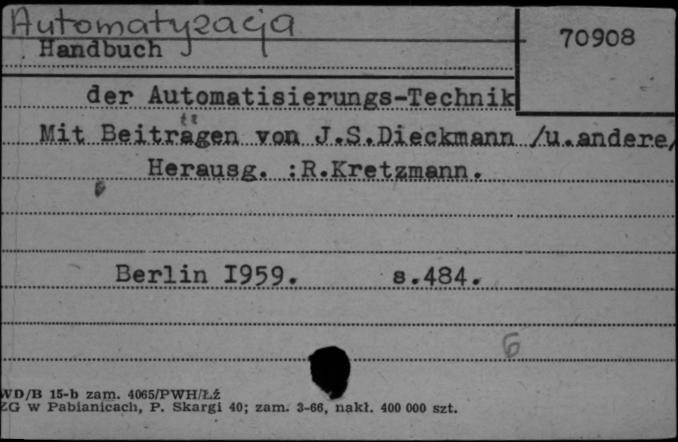 Automatyzacja
70908
Handbuch
der Automatisierungs-Technik
Mit Beiträgen von J.S.Dieckmann /u.andere/
Herausg. :R.Kretzmann.
Berlin I959. s.484.
6
WD/B 15-b zam. 4065/PWH/Łź
ZG w Pabianicach, P. Skargi 40; zam. 3-66, nakł. 400 000 szt.